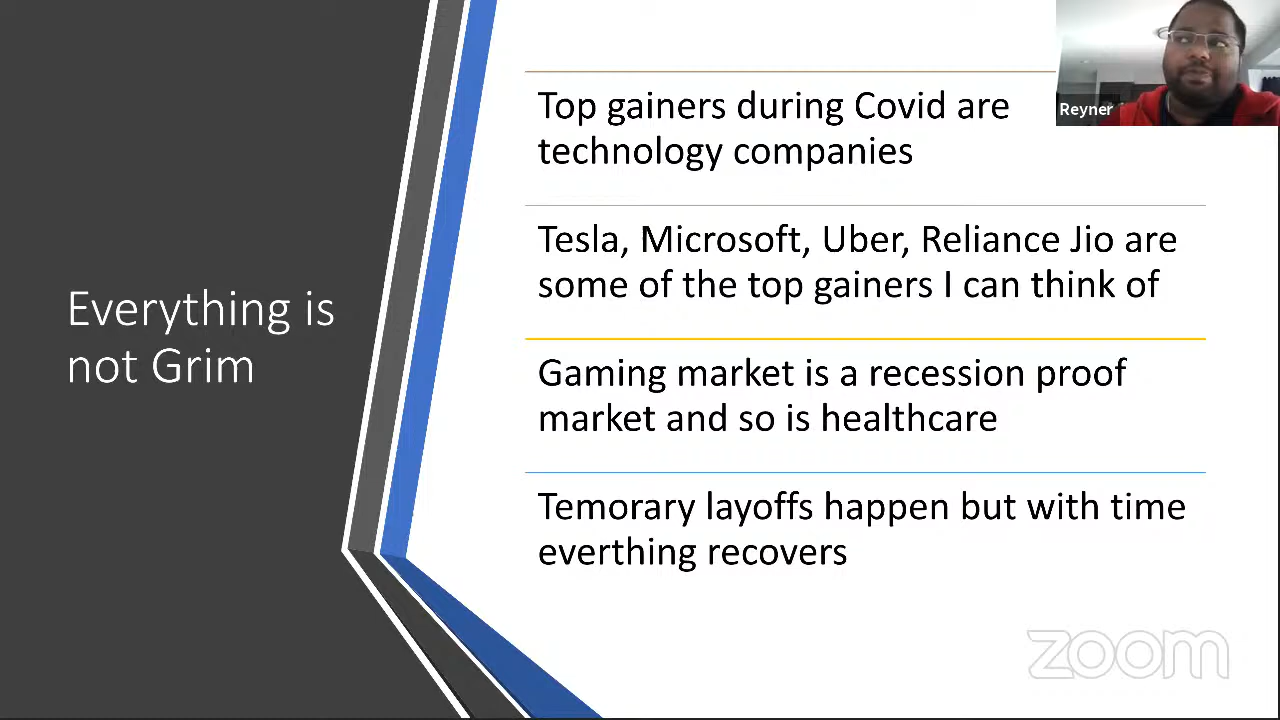 Everything is
not Grim
Top gainers during Covid are
technology companies
Tesla, Microsoft, Uber, Reliance Jio are
some of the top gainers I can think of
Gaming market is a recession proof
market and so is healthcare
Temorary layoffs happen but with time
everthing recovers
Reyner
zoom